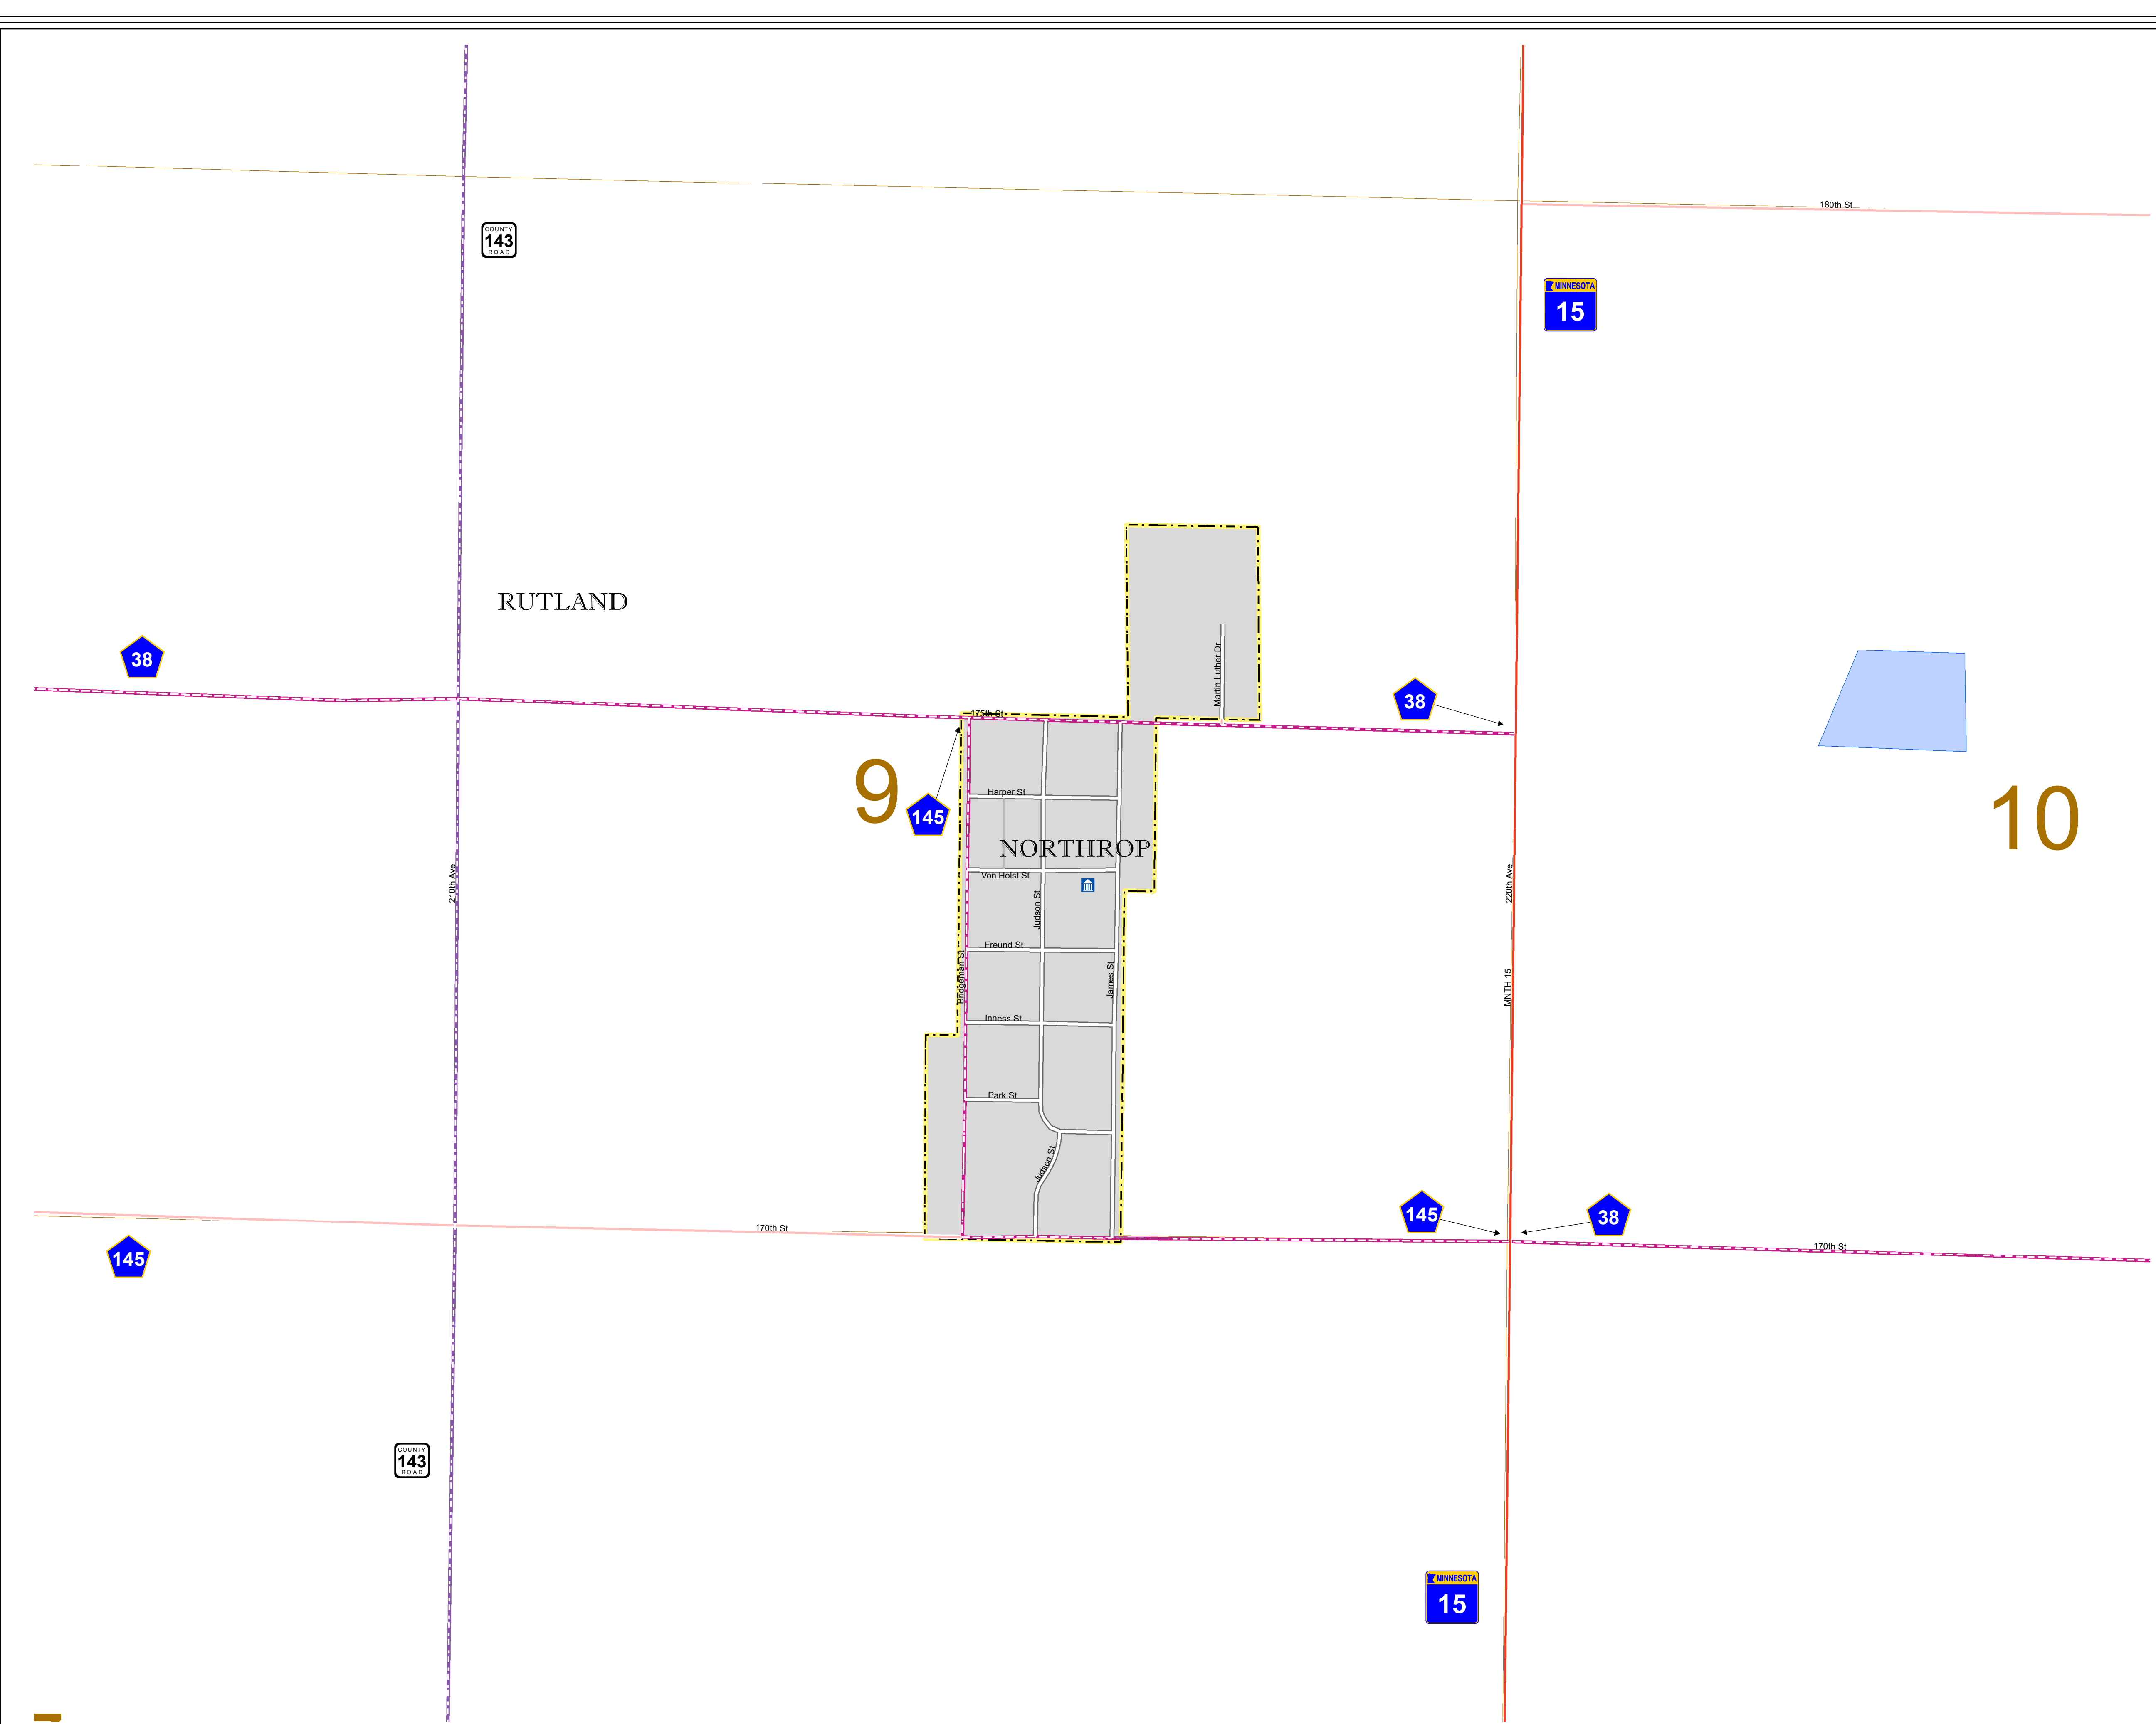 180th St
COUNTY
143
ROAD
MINNESOTA
15
RUTLAND
38
Martin Luther Dr
38
175th St
9
145
Harper St
10
NORTHROP
Von Holst St
210th Ave
220th Ave
Judson St
Freund St
Bridgeman St
James St
MNTH 15
Inness St
Park St
Judson St
145
38
170th St
170th St
145
COUNTY
143
ROAD
MINNESOTA
15